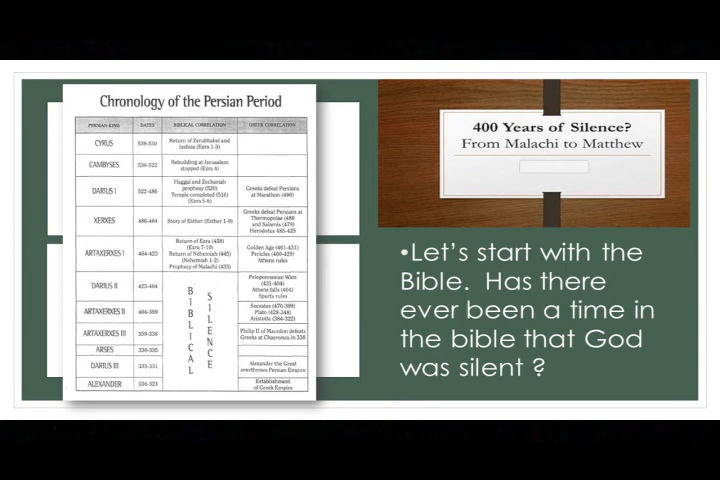 Chronology of the Persian Period
PERSIAN KING DATES BIBLICAL CORRELATION GREEK CORRELATION
CYRUS 539-530 Return of Zerubbabel and
Jeshua (Ezra 1-3)
CAMBYSES 530-522 Rebuilding at Jerusalem
stopped (Ezra 4)
DARIUS I 522-486 Haggai and Zechariah
prophesy (520)
Temple completed (516)
(Ezra 5-6)
Greeks defeat Persians
at Marathon (490)
XERXES 486-464 Story of Esther (Esther 1-9)
Greeks defeat Persians at
Thermopolae (480)
and Salamis (479)
Herodotus 485-425
ARTAXERXES I 464-423 Return of Ezra (458)
(Ezra 7-10)
Return of Nehemiah (445)
(Nehemiah 1-2)
Prophecy of Malachi (433)
Golden Age (461-431)
Pericles (460-429)
Athens rules
DARIUS II 423-404
Peloponnesian Wars
(431-404)
Athens falls (404)
Sparta rules
ARTAXERXES II 404-359
Socrates (470-399)
Plato (428-348)
Aristotle (384-322)
ARTAXERXES III 359-338
Philip II of Macedon defeats
Greeks at Chaeronea in 338
ARSES 338-335
DARIUS III 335-331
Alexander the Great
overthrows Persian Empire
ALEXANDER 336-323
Establishment
of Greek Empire
BIBLICAL
SILENCE
400 Years of Silence?
From Malachi to Matthew
•Let's start with the
Bible. Has there
ever been a time in
the bible that God
was silent ?